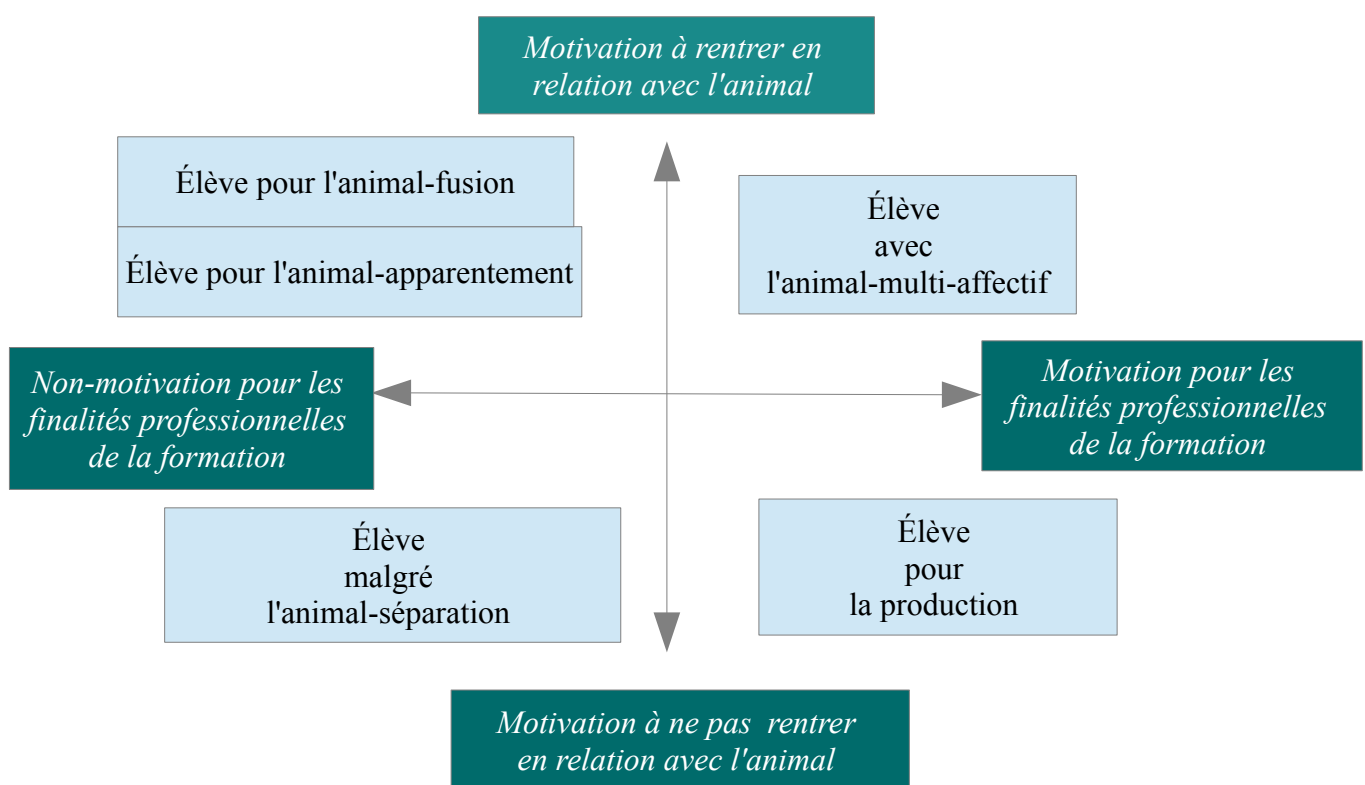 Motivation à rentrer en
relation avec l'animal
Élève pour l'animal-fusion
Élève pour l'animal-apparentement
Élève
avec
l'animal-multi-affectif
Non-motivation pour les
finalités professionnelles
de la formation
Motivation pour les
finalités professionnelles
de la formation
Élève
malgré
l'animal-séparation
Élève
pour
la production
Motivation à ne pas rentrer
en relation avec l'animal